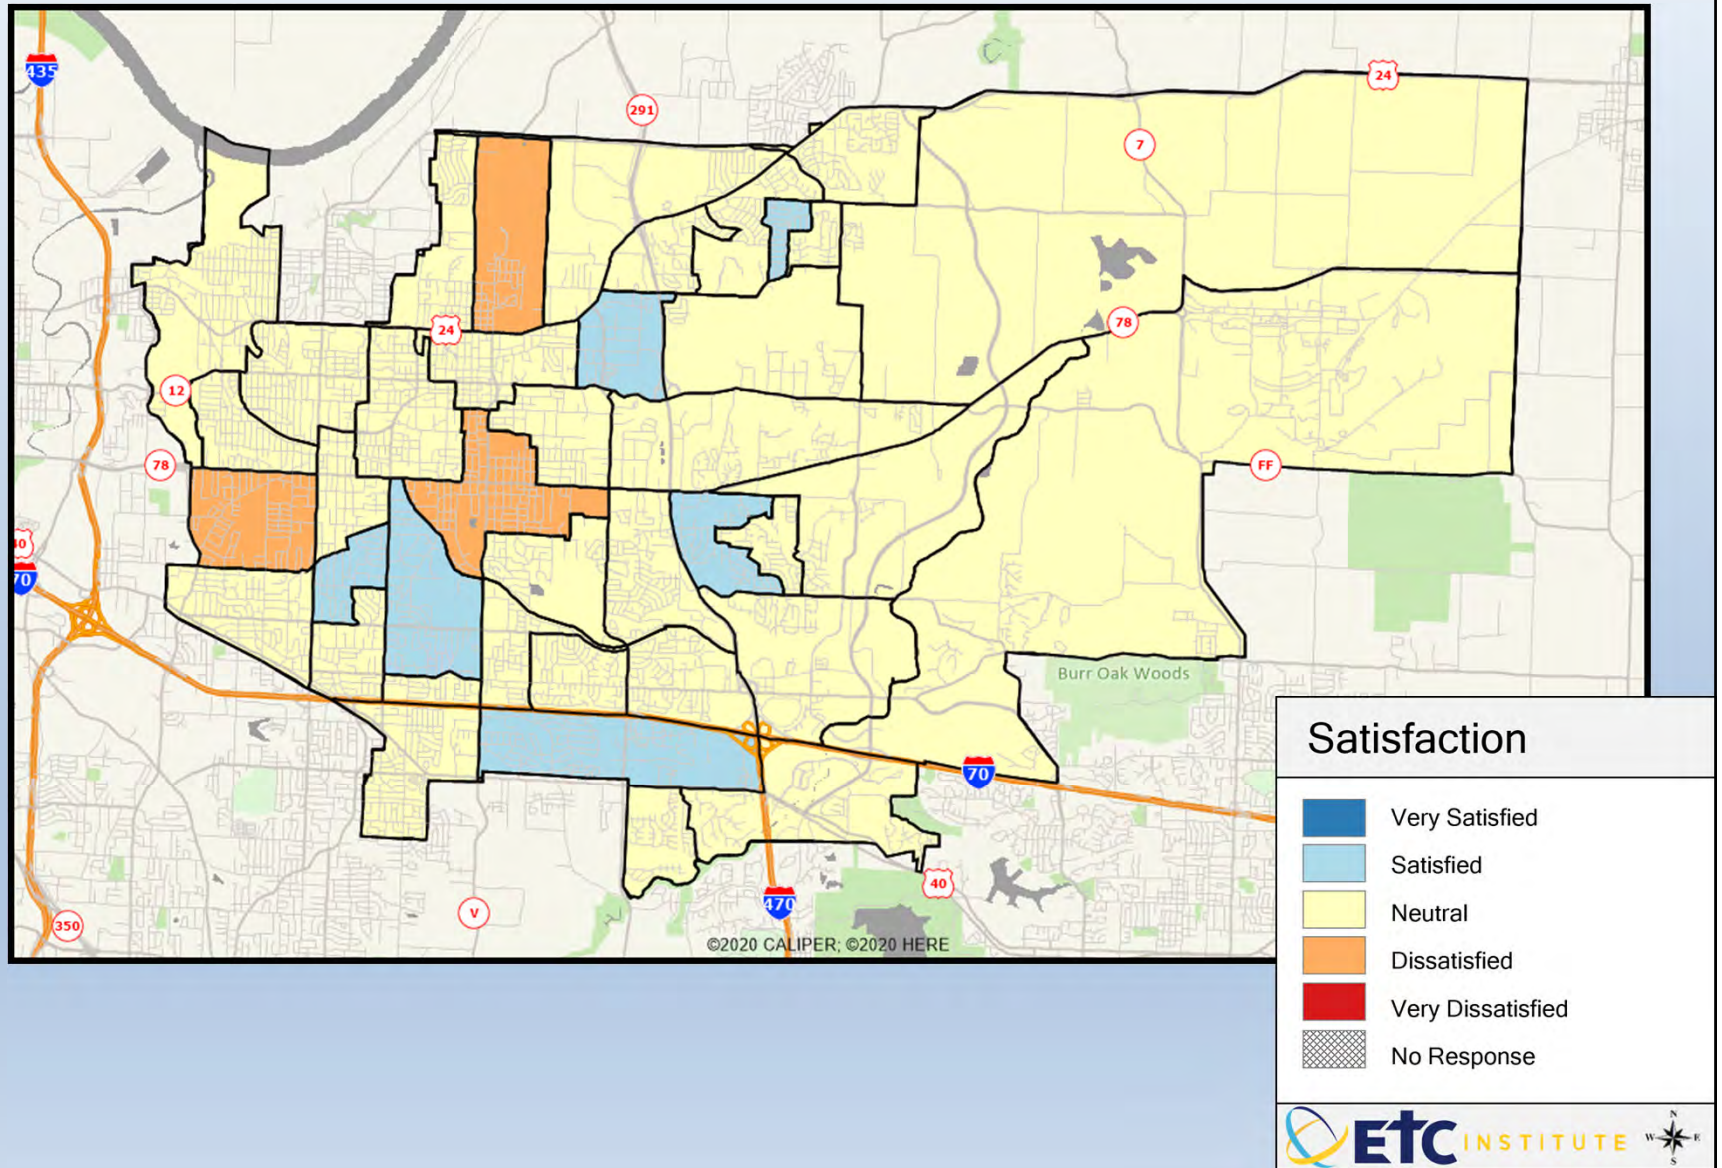 435
24
291
7
24
78
12
78
FF
40
70
Burr Oak Woods
70
40
470
V
350
©2020 CALIPER; ©2020 HERE
Satisfaction
Very Satisfied
Satisfied
Neutral
Dissatisfied
Very Dissatisfied
No Response
ETC INSTITUTE
N
W E
S